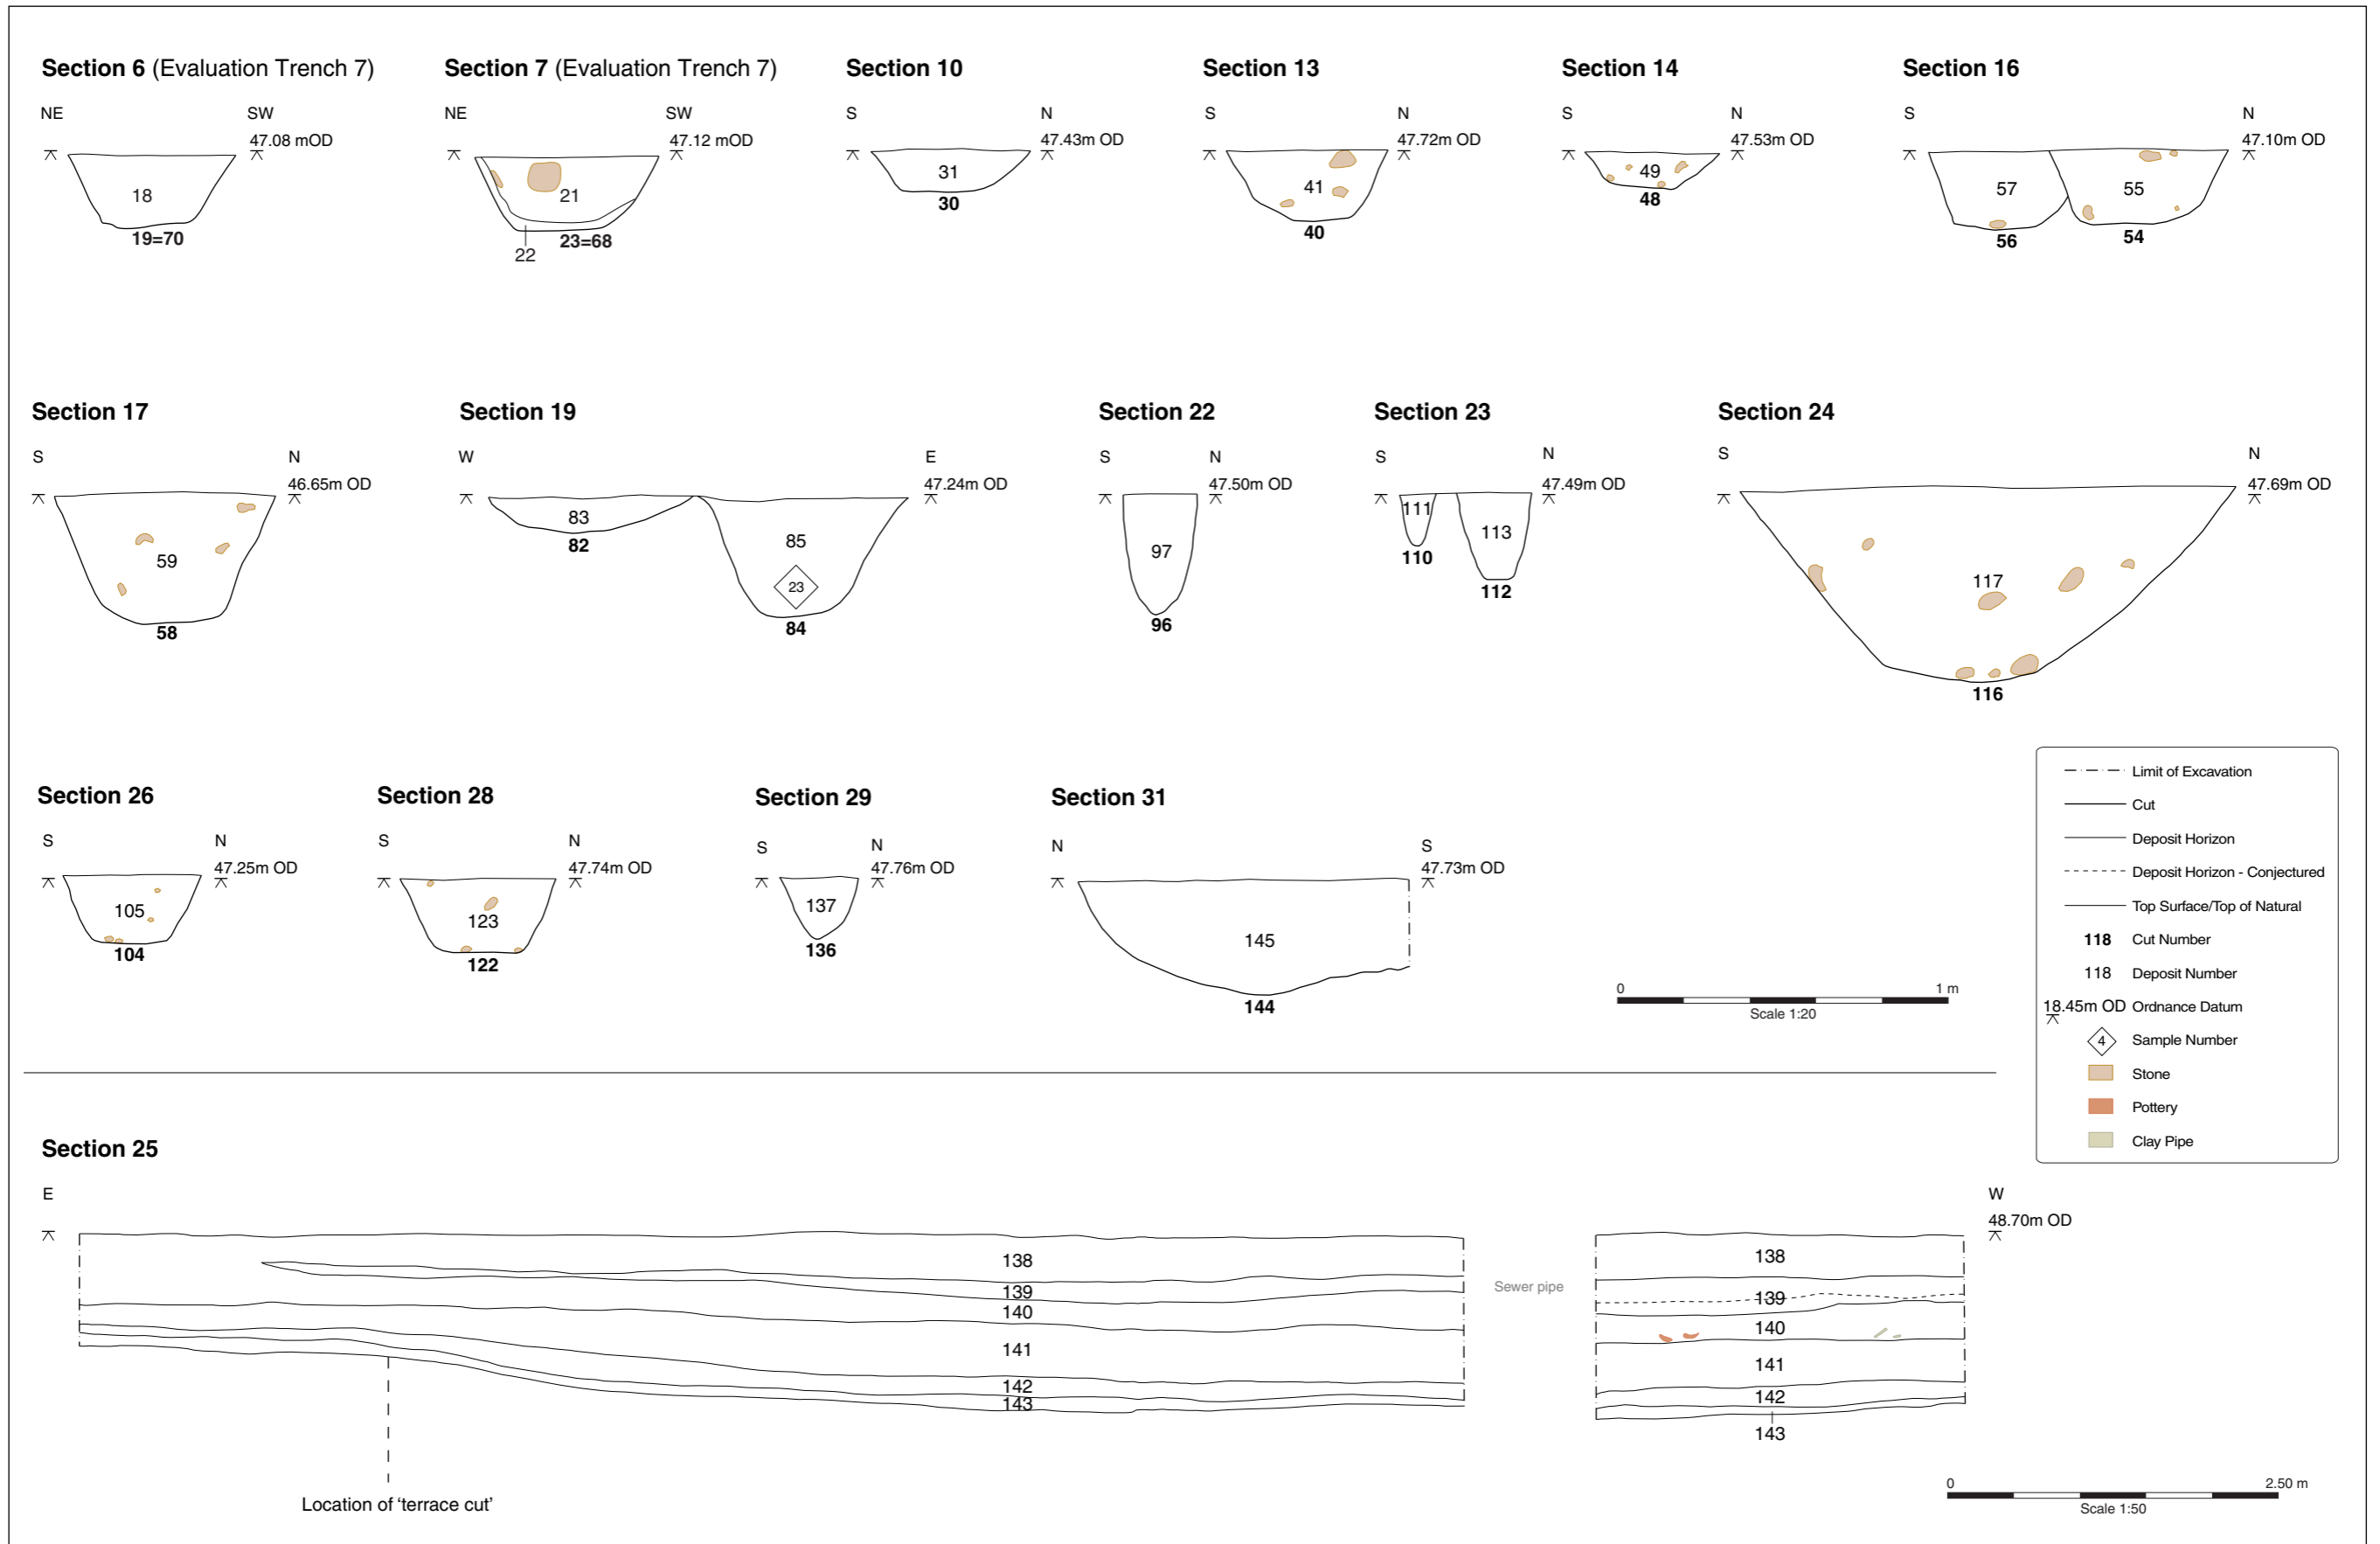 Section 6 (Evaluation Trench 7)
NE
SW
47.08 mOD
18
19=70
Section 7 (Evaluation Trench 7)
NE
SW
47.12 mOD
21
22
23=68
Section 10
S
N
47.43m OD
31
30
Section 13
S
N
47.72m OD
41
40
Section 14
S
N
47.53m OD
49
48
Section 16
S
N
47.10m OD
57
55
56
54
Section 17
S
N
46.65m OD
59
58
Section 19
W
E
47.24m OD
83
82
85
23
84
Section 22
S
N
47.50m OD
97
96
Section 23
S
N
47.49m OD
111
113
110
112
Section 24
S
N
47.69m OD
117
116
Section 26
S
N
47.25m OD
105
104
Section 28
S
N
47.74m OD
123
122
Section 29
S
N
47.76m OD
137
136
Section 31
N
S
47.73m OD
145
144
0 1 m
Scale 1:20
Limit of Excavation
Cut
Deposit Horizon
Deposit Horizon - Conjectured
Top Surface/Top of Natural
118 Cut Number
118 Deposit Number
18.45m OD Ordnance Datum
4 Sample Number
Stone
Pottery
Clay Pipe
Section 25
E
W
48.70m OD
138
139
140
141
142
143
Sewer pipe
138
139
140
141
142
143
Location of ‘terrace cut’
0 2.50 m
Scale 1:50